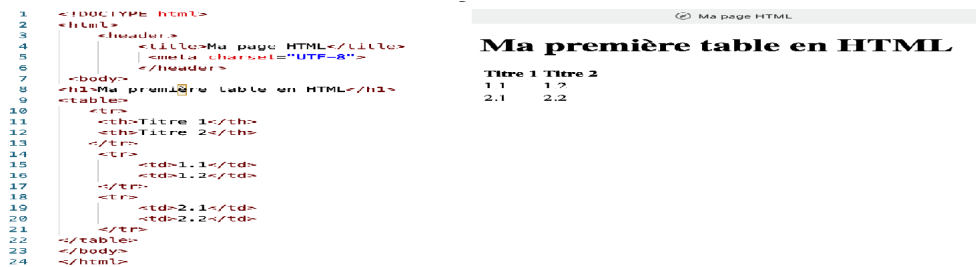 1 <!DOCTYPE html>
2 <html>
3 <header>
4 <title>Ma page HTML</title>
5 <meta charset="UTF-8">
6 </header>
7 <body>
8 <h1>Ma première table en HTML</h1>
9 <table>
10 <tr>
11 <th>Titre 1</th>
12 <th>Titre 2</th>
13 </tr>
14 <tr>
15 <td>1.1</td>
16 <td>1.2</td>
17 </tr>
18 <tr>
19 <td>2.1</td>
20 <td>2.2</td>
21 </tr>
22 </table>
23 </body>
24 </html>
Ma page HTML
Ma première table en HTML
Titre 1 Titre 2
1.1 1.2
2.1 2.2